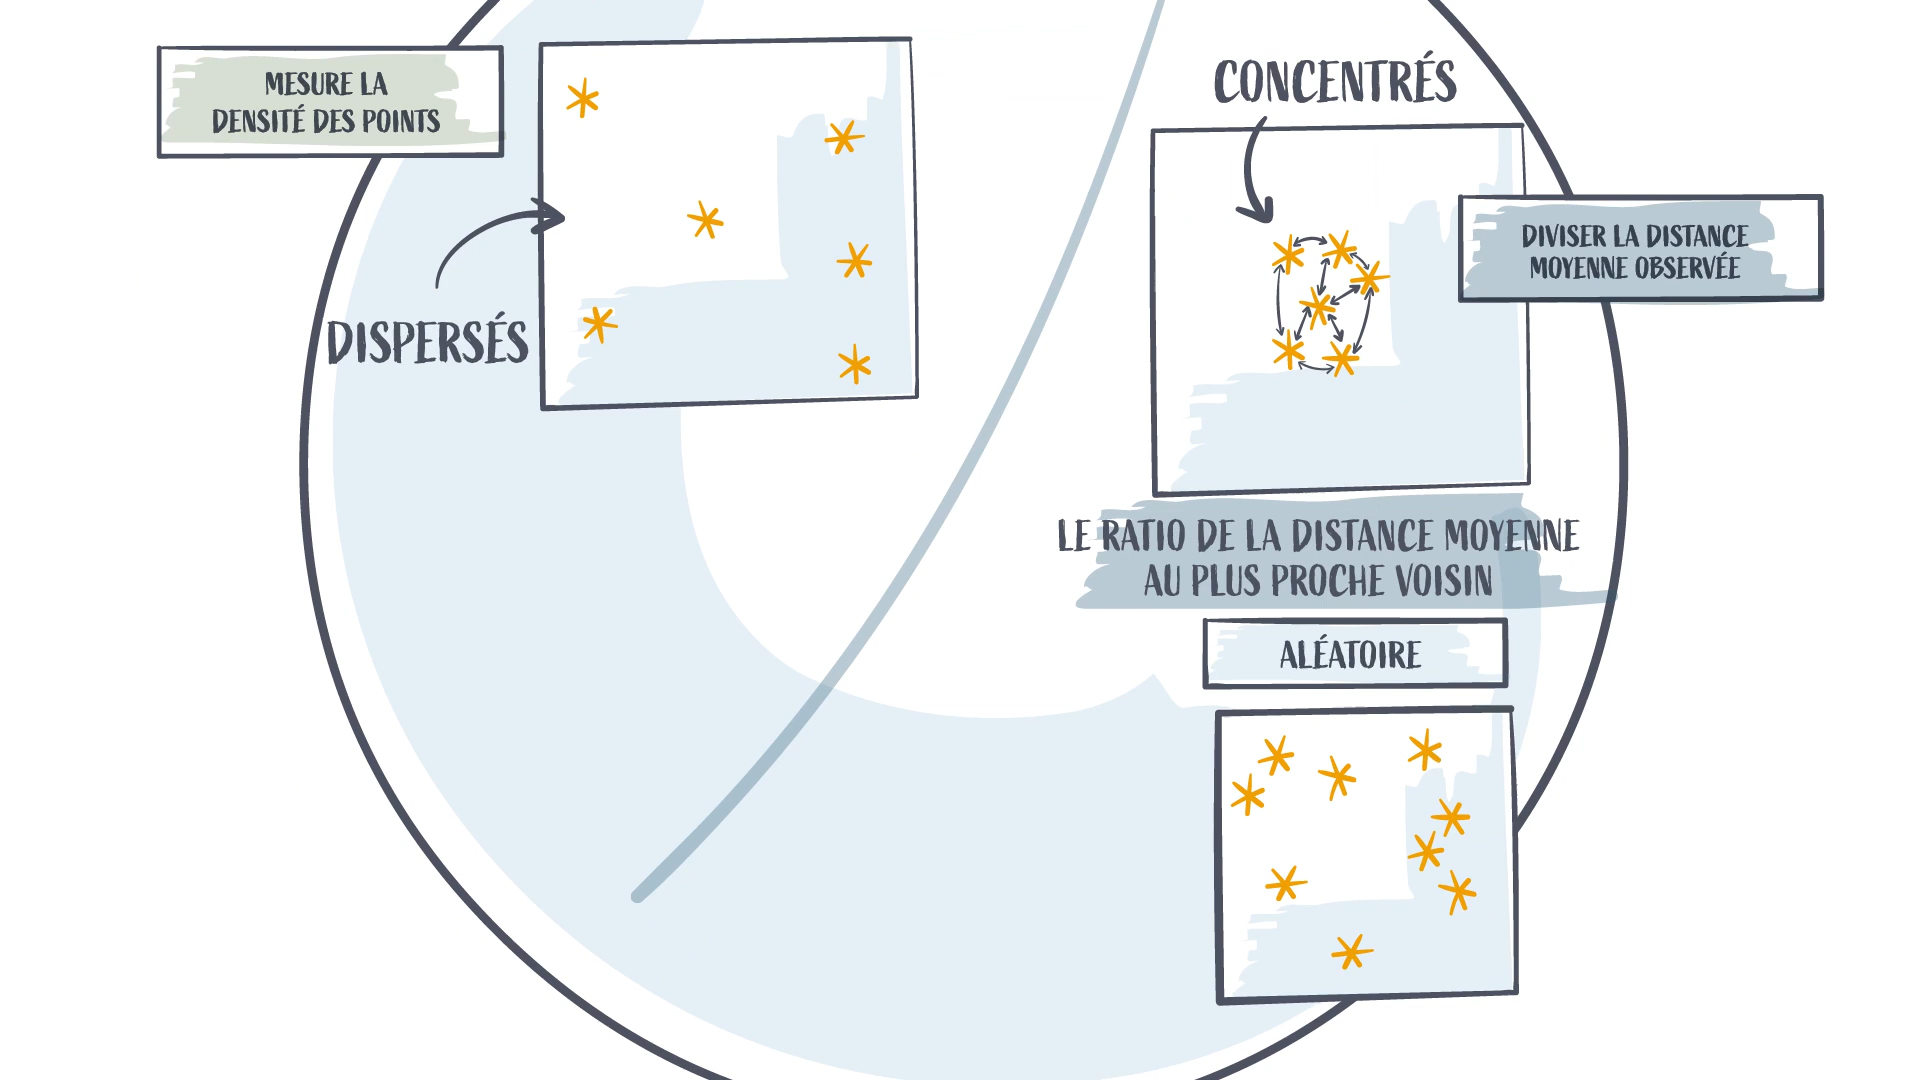 MESURE LA
DENSITÉ DES POINTS
DISPERSÉS
CONCENTRÉS
DIVISER LA DISTANCE
MOYENNE OBSERVÉE
LE RATIO DE LA DISTANCE MOYENNE
AU PLUS PROCHE VOISIN
ALÉATOIRE